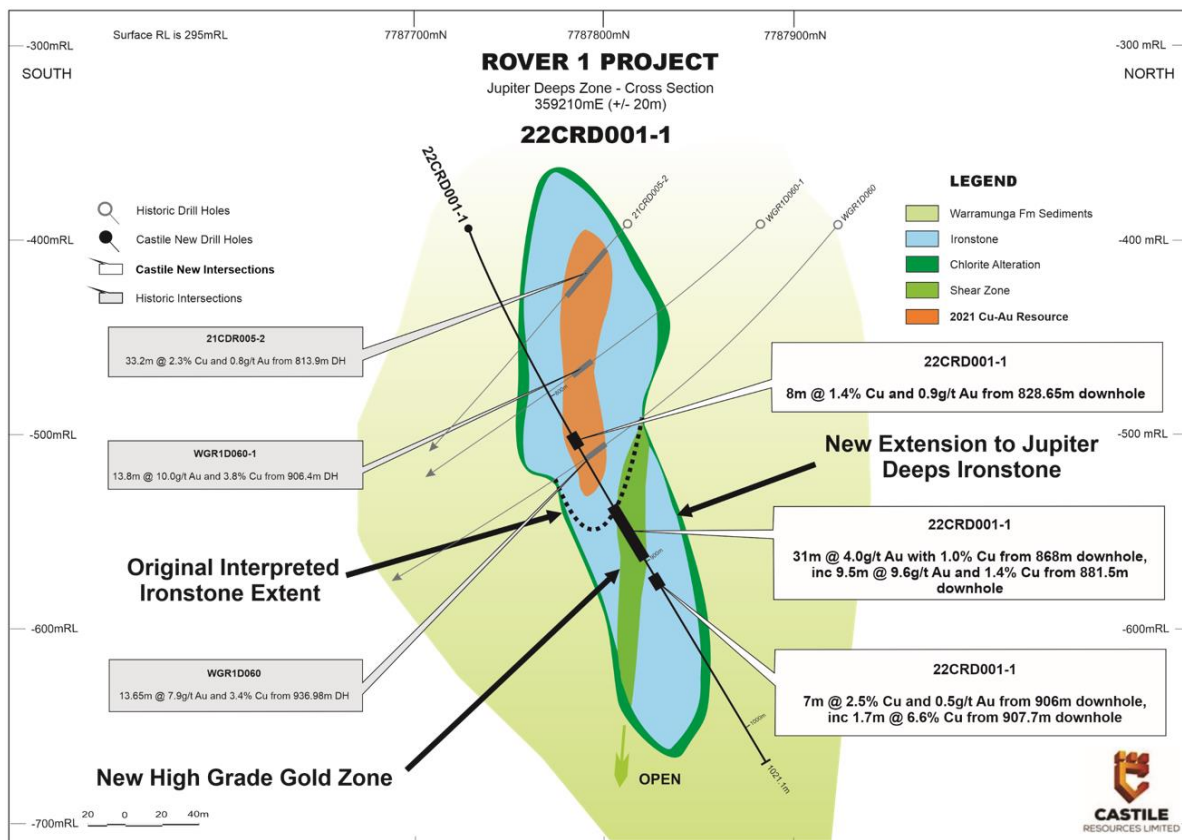 Surface RL is 295mRL
7787700mN
7787800mN
7787900mN
-300mRL
-300 mRL
SOUTH
NORTH
ROVER 1 PROJECT
Jupiter Deeps Zone - Cross Section
359210mE (+/- 20m)
22CRD001-1
22CRD001-1
21CRD005-2
WGR1D060-1
WGR1D060
Historic Drill Holes
Castile New Drill Holes
Castile New Intersections
Historic Intersections
LEGEND
Warramunga Fm Sediments
Ironstone
Chlorite Alteration
Shear Zone
2021 Cu-Au Resource
-400mRL
-400 mRL
21CDR005-2
33.2m @ 2.3% Cu and 0.8g/t Au from 813.9m DH
22CRD001-1
8m @ 1.4% Cu and 0.9g/t Au from 828.65m downhole
800m
-500mRL
-500 mRL
WGR1D060-1
13.8m @ 10.0g/t Au and 3.8% Cu from 906.4m DH
New Extension to Jupiter
Deeps Ironstone
22CRD001-1
31m @ 4.0g/t Au with 1.0% Cu from 868m downhole,
inc 9.5m @ 9.6g/t Au and 1.4% Cu from 881.5m
downhole
Original Interpreted
Ironstone Extent
900m
-600mRL
-600mRL
WGR1D060
13.65m @ 7.9g/t Au and 3.4% Cu from 936.98m DH
22CRD001-1
7m @ 2.5% Cu and 0.5g/t Au from 906m downhole,
inc 1.7m @ 6.6% Cu from 907.7m downhole
1000m
1021.1m
New High Grade Gold Zone
OPEN
20 0 20 40m
-700mRL
CASTILE
RESOURCES LIMITED